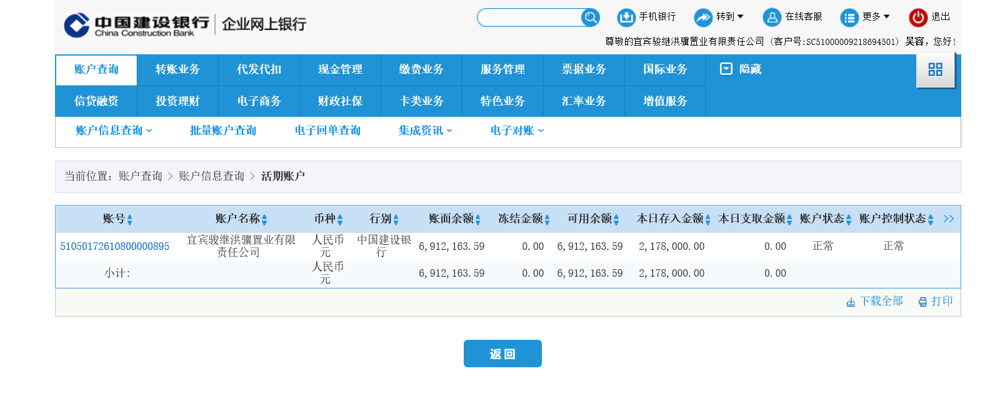 中国建设银行 China Construction Bank 企业网上银行
手机银行 转到 在线客服 更多 退出
尊敬的宜宾骏继洪骥置业有限责任公司 (客户号:SC51000009218694501) 吴容, 您好!
账户查询 转账业务 代发代扣 现金管理 缴费业务 服务管理 票据业务 国际业务 隐藏
信贷融资 投资理财 电子商务 财政社保 卡类业务 特色业务 汇率业务 增值服务
账户信息查询 批量账户查询 电子回单查询 集成资讯 电子对账
当前位置: 账户查询 > 账户信息查询 > 活期账户
账号 账户名称 币种 行别 账面余额 冻结金额 可用余额 本日存入金额 本日支取金额 账户状态 账户控制状态 >>
51050172610800000895 宜宾骏继洪骥置业有限责任公司 人民币元 中国建设银行 6,912,163.59 0.00 6,912,163.59 2,178,000.00 0.00 正常 正常
小计: 人民币元 6,912,163.59 0.00 6,912,163.59 2,178,000.00 0.00
下载全部 打印
返回